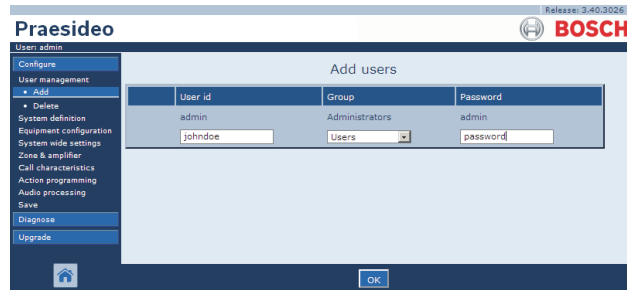 Release: 3.40.3026
Praesideo
BOSCH
User: admin
Configure
User management
• Add
• Delete
System definition
Equipment configuration
System wide settings
Zone & amplifier
Call characteristics
Action programming
Audio processing
Save
Diagnose
Upgrade
Add users
User id Group Password
admin Administrators admin
johndoe Users password
OK